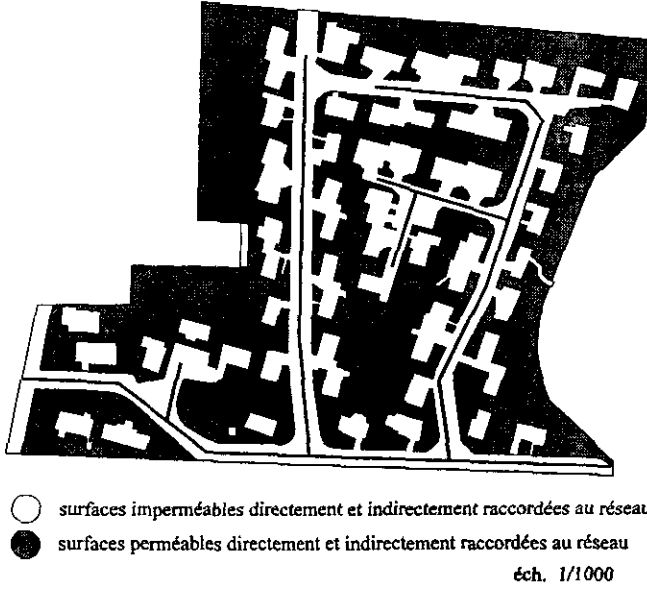 surfaces imperméables directement et indirectement raccordées au réseau
surfaces perméables directement et indirectement raccordées au réseau
éch. 1/1000